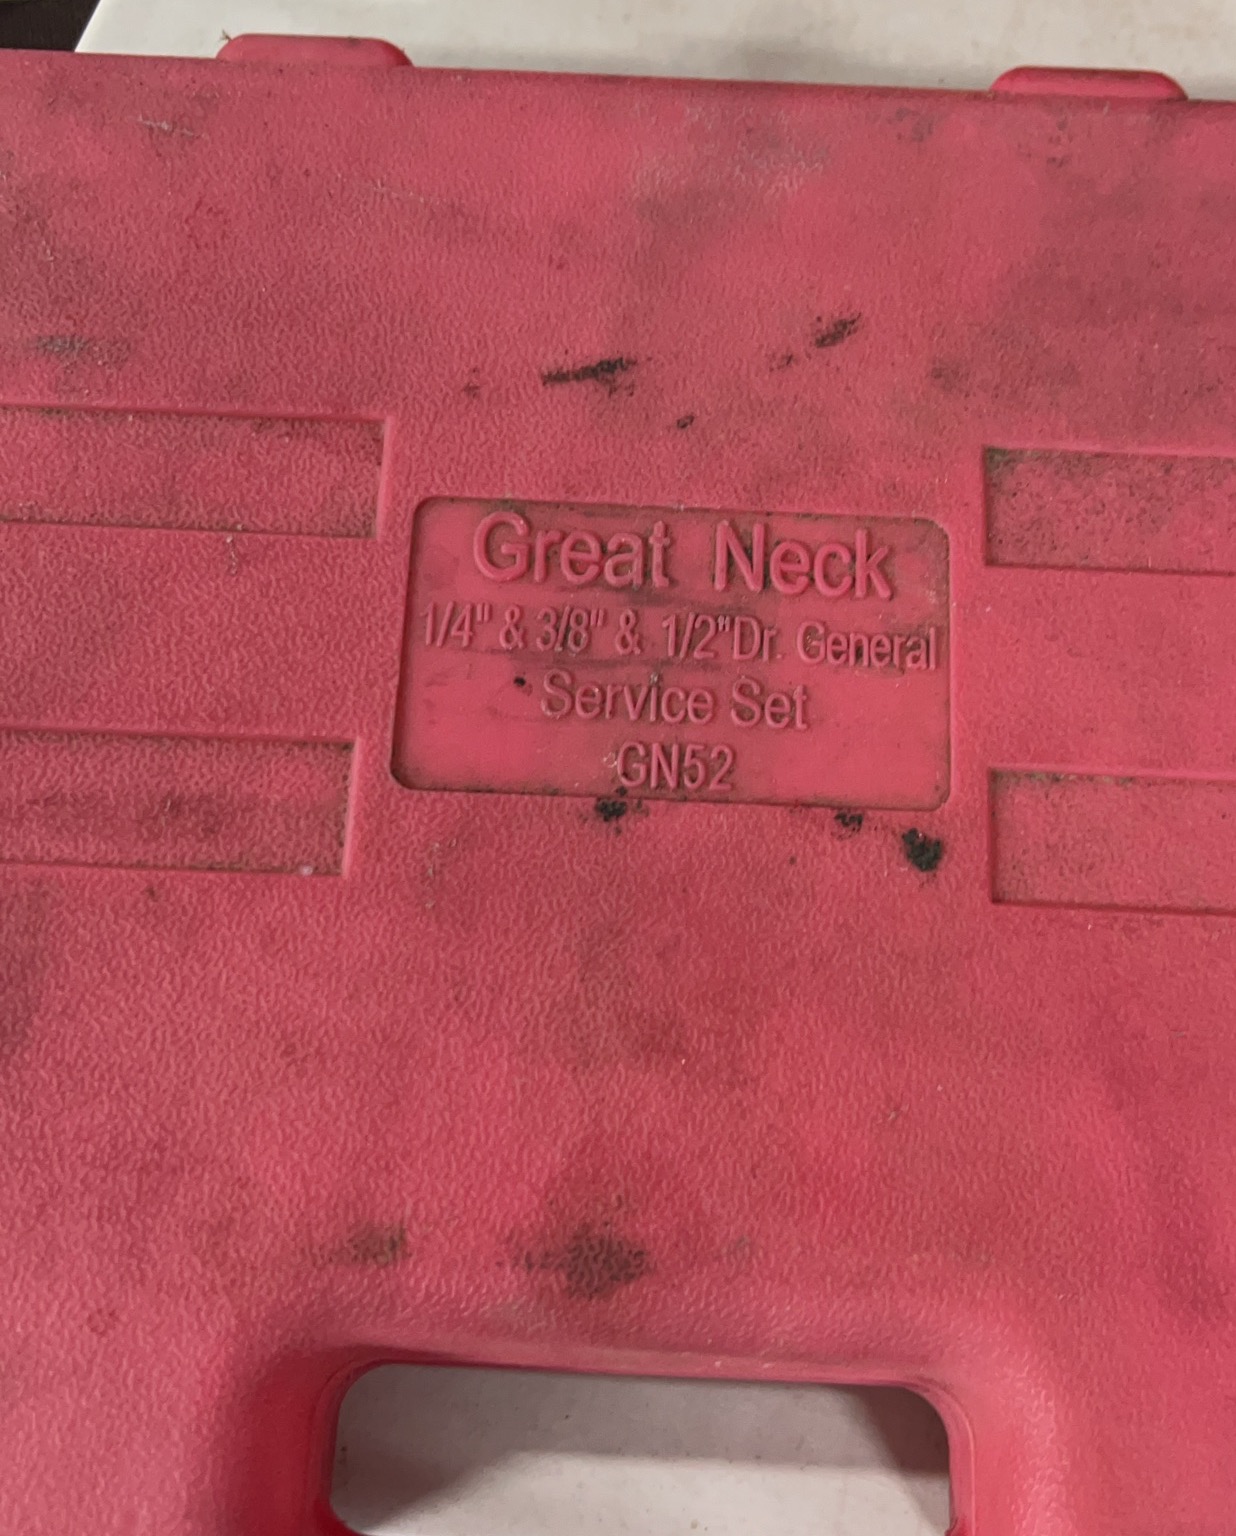 Great Neck
1/4" & 3/8" & 1/2"Dr. General
Service Set
GN52